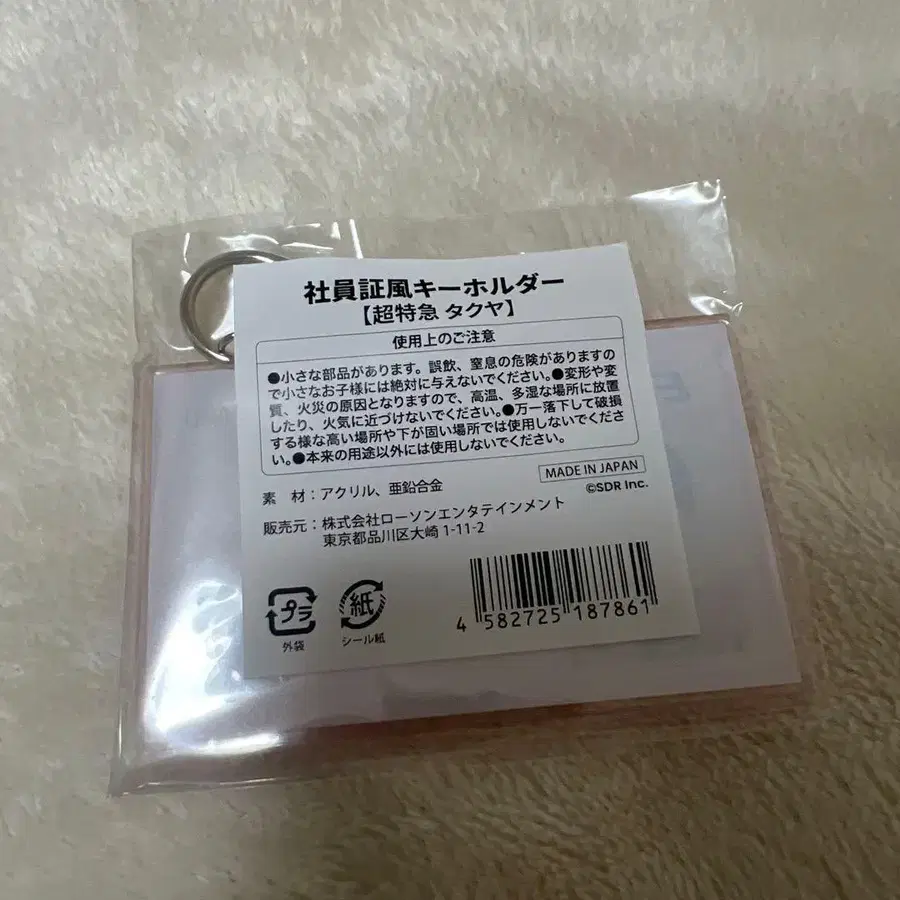 社員証風キーホルダー
【超特急 タクヤ】
使用上のご注意
●小さな部品があります。誤飲、窒息の危険がありますの
で小さなお子様には絶対に与えないでください。●変形や変
質、火災の原因となりますので、高温、多湿な場所に放置
したり、火気に近づけないでください。●万一落下して破損
する様な高い場所や下が固い場所では使用しないでくださ
い。●本来の用途以外には使用しないでください。
MADE IN JAPAN
素 材：アクリル、亜鉛合金
©SDR Inc.
販売元：株式会社ローソンエンタテインメント
東京都品川区大崎 1-11-2
プラ
外袋
紙
シール紙
4 582725 187861